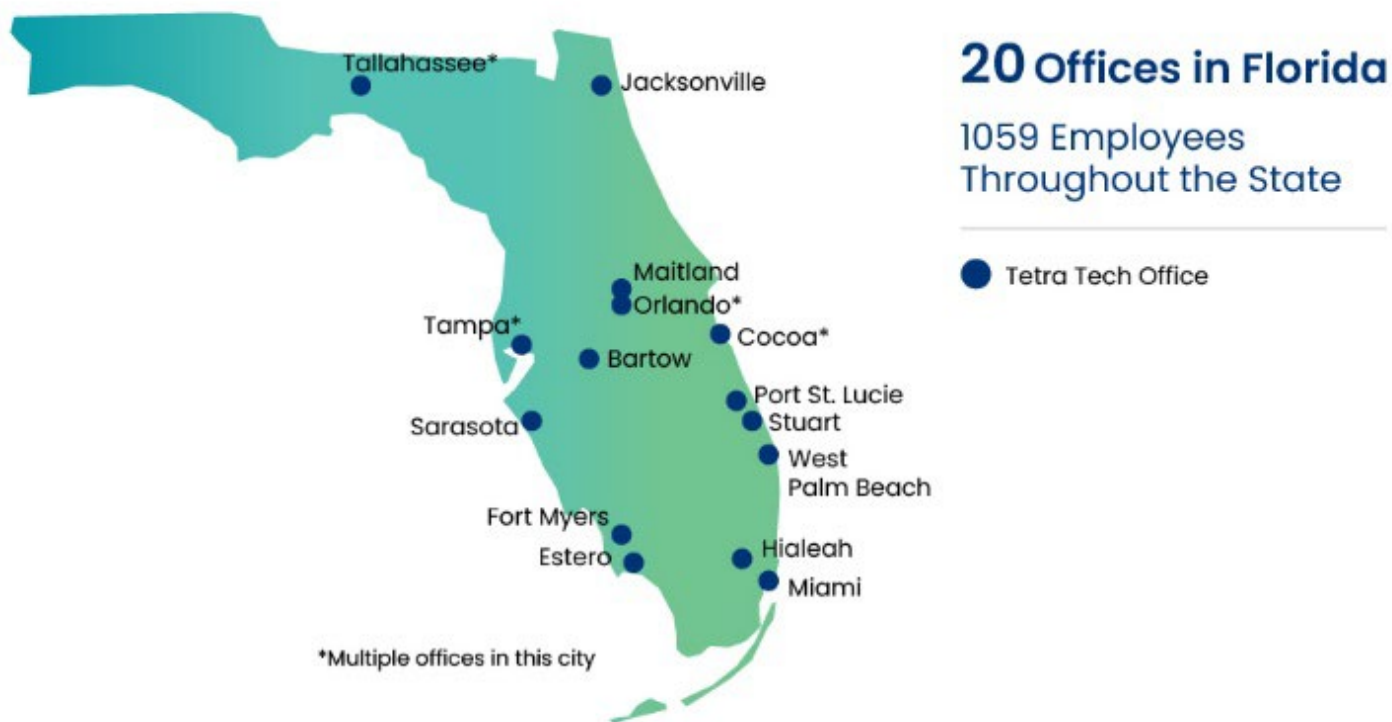 20 Offices in Florida
1059 Employees
Throughout the State
Tetra Tech Office
Tallahassee*
Jacksonville
Maitland
Orlando*
Tampa*
Cocoa*
Bartow
Port St. Lucie
Sarasota
Stuart
West
Palm Beach
Fort Myers
Hialeah
Estero
Miami
*Multiple offices in this city